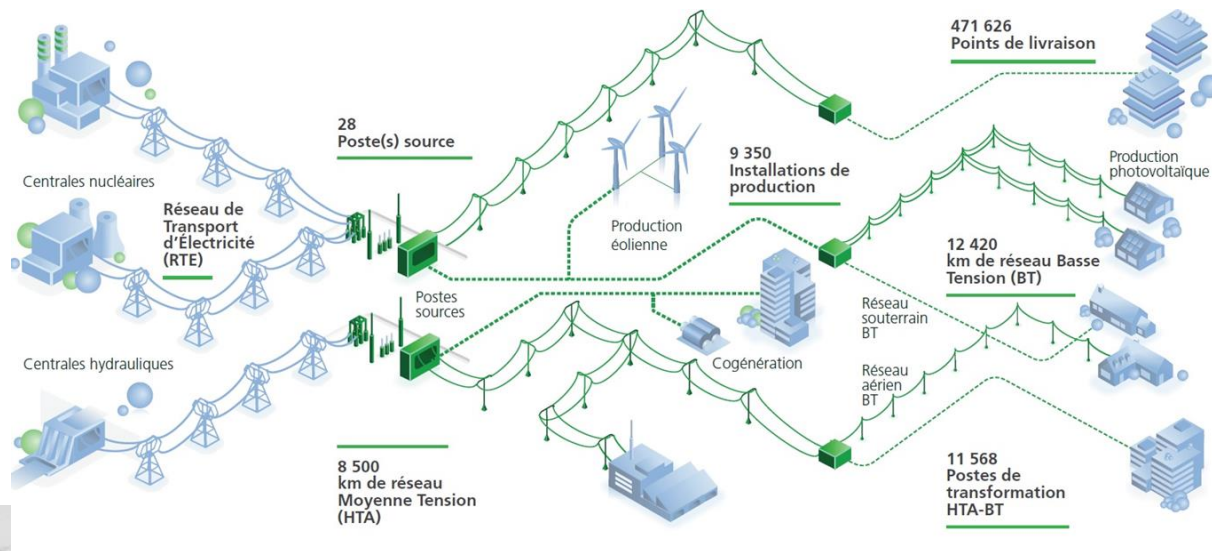 471 626
Points de livraison
28
Poste(s) source
9 350
Installations de
production
Production
photovoltaïque
Centrales nucléaires
Réseau de
Transport
d'Électricité
(RTE)
Production
éolienne
12 420
km de réseau Basse
Tension (BT)
Postes
sources
Réseau
souterrain
BT
Centrales hydrauliques
Cogénération
Réseau
aérien
BT
8 500
km de réseau
Moyenne Tension
(HTA)
11 568
Postes de
transformation
HTA-BT